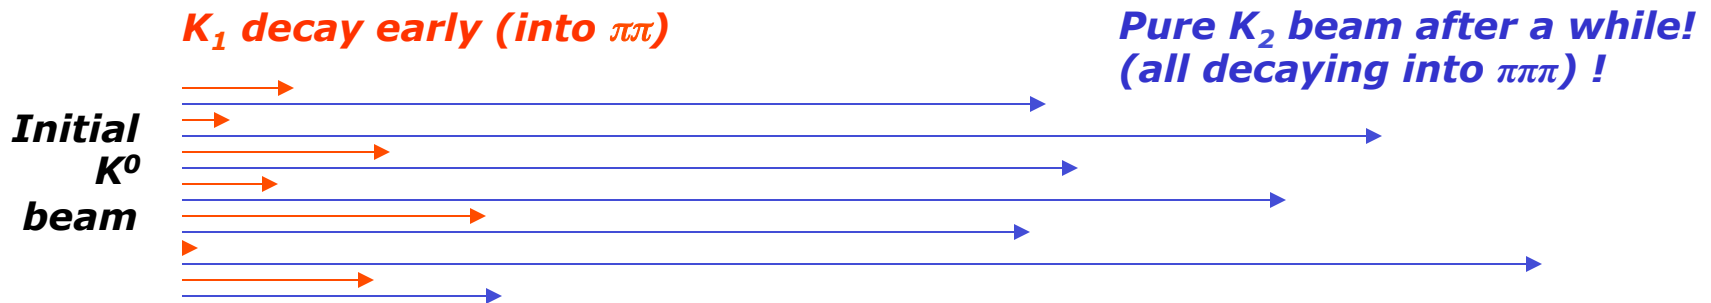 K₁ decay early (into ππ)
Pure K₂ beam after a while!
(all decaying into πππ) !
Initial
K⁰
beam